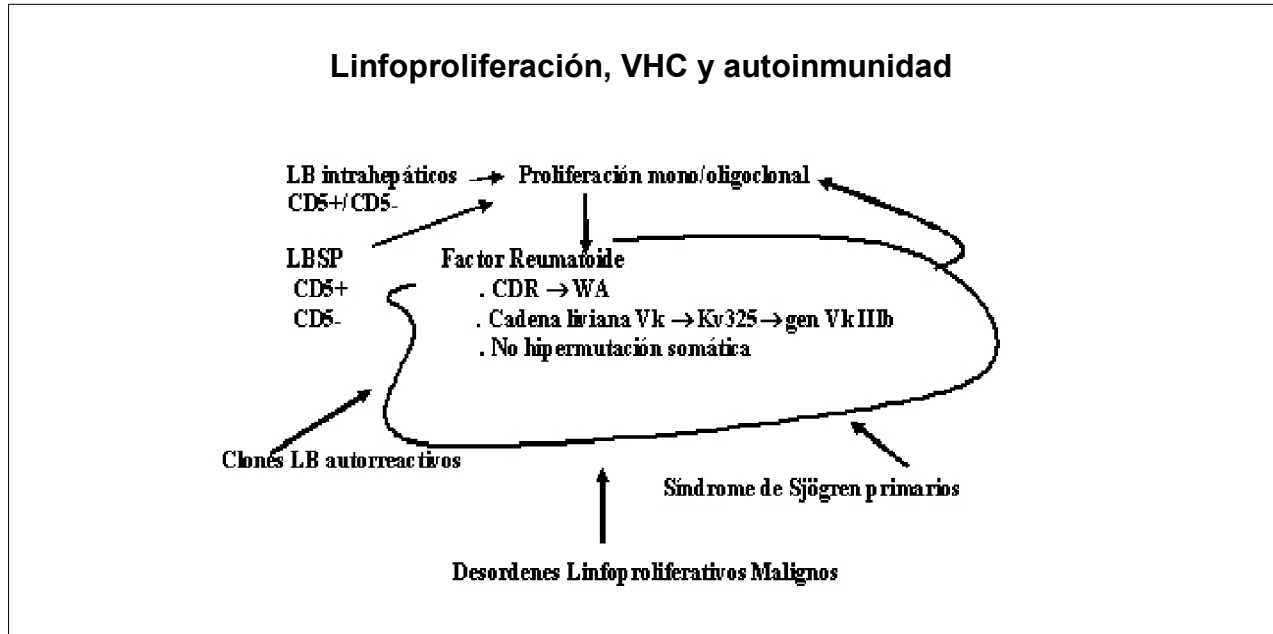 Linfoproliferación, VHC y autoinmunidad
LB intrahepáticos → Proliferación mono/oligoclonal
CD5+/CD5-
LBSP Factor Reumatoide
CD5+ . CDR → WA
CD5- . Cadena liviana Vk → Kv325 → gen Vk IIIb
. No hipermutación somática
Clones LB autorreactivos
Síndrome de Sjögren primarios
Desordenes Linfoproliferativos Malignos